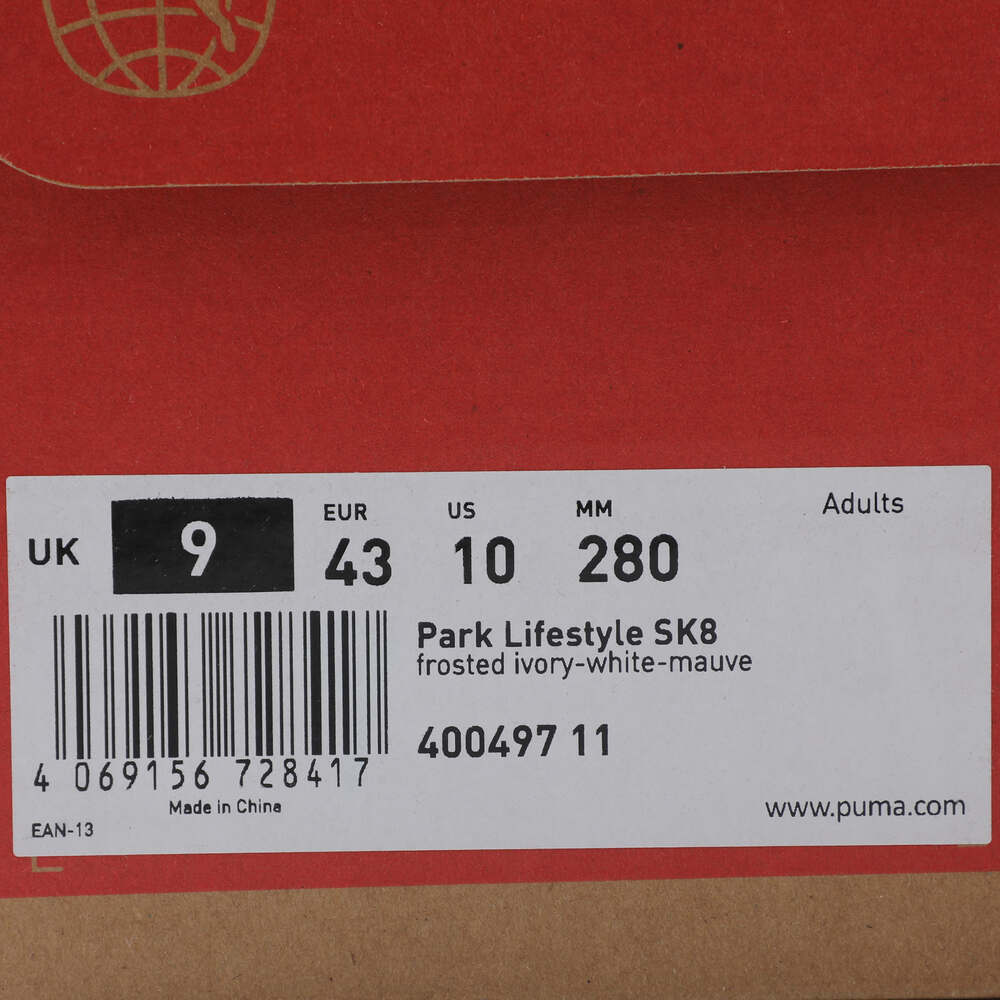 UK 9
EUR 43
US 10
MM 280
Adults
Park Lifestyle SK8
frosted ivory-white-mauve
400497 11
4 069156 728417
Made in China
EAN-13
www.puma.com